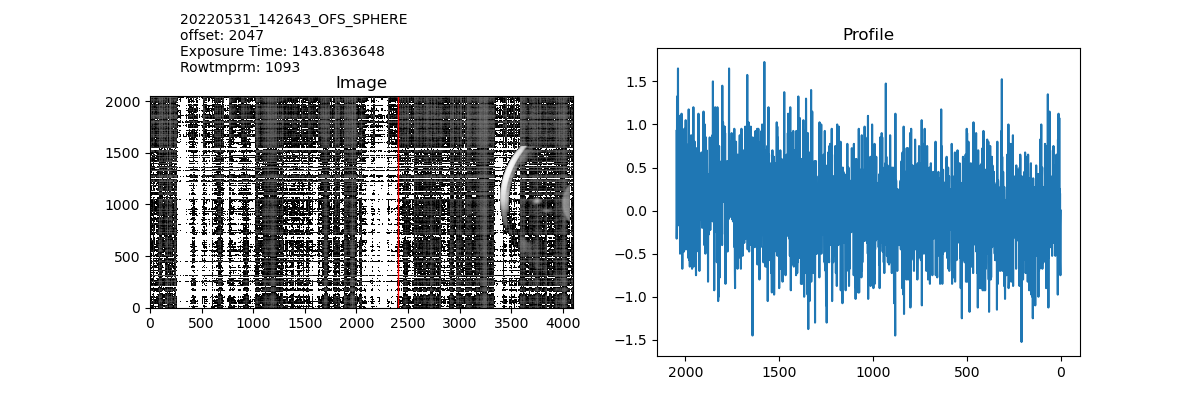 20220531_142643_OFS_SPHERE
offset: 2047
Exposure Time: 143.8363648
Rowtmprm: 1093
Image
2000
1500
1000
500
0
0 500 1000 1500 2000 2500 3000 3500 4000
Profile
1.5
1.0
0.5
0.0
−0.5
−1.0
−1.5
2000 1500 1000 500 0